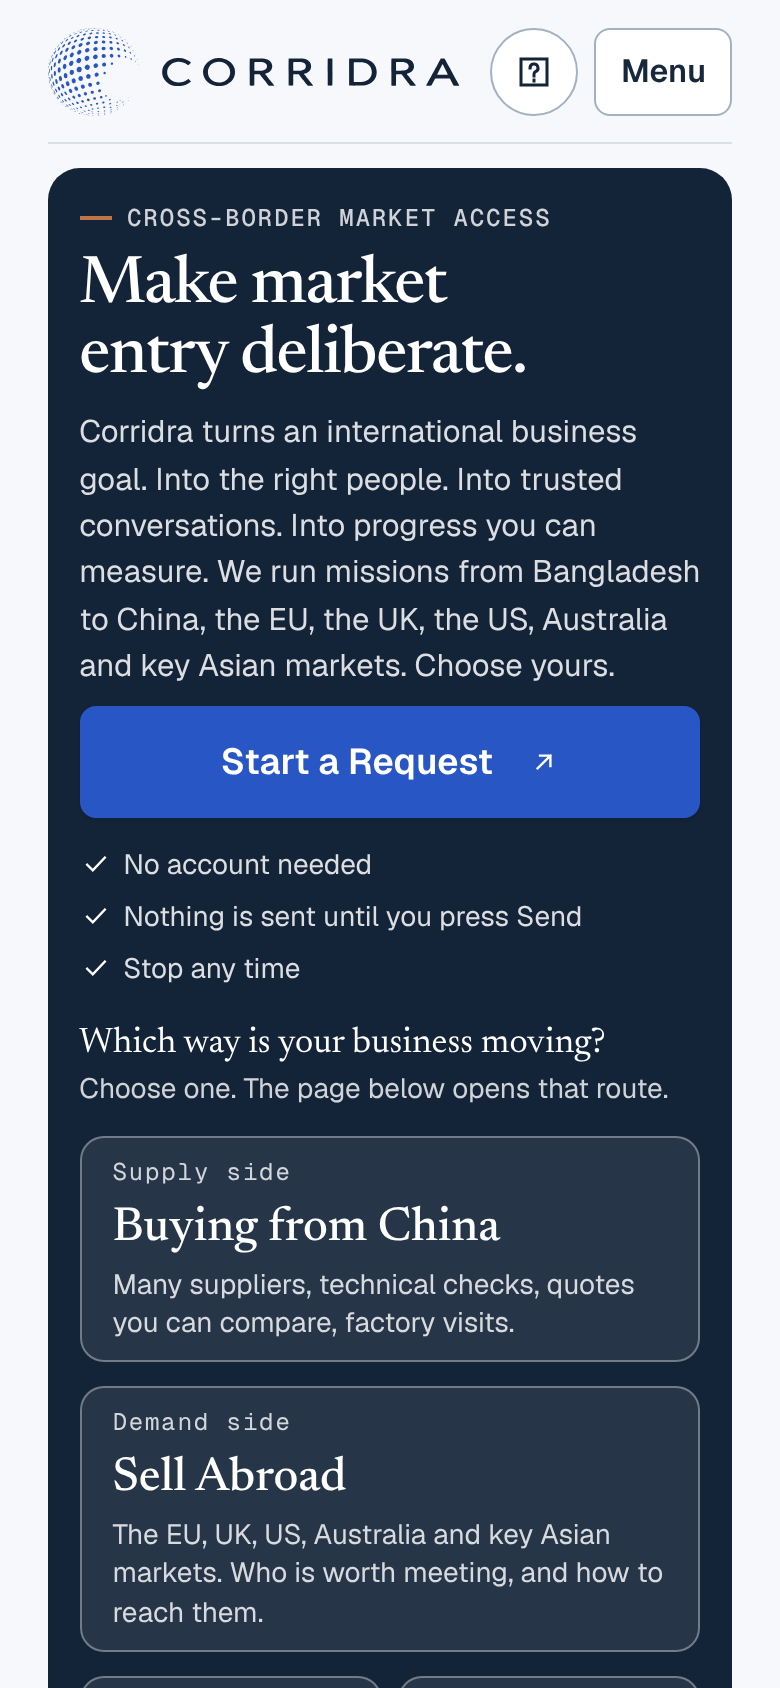 CORRIDRA
Menu
CROSS-BORDER MARKET ACCESS
Make market
entry deliberate.
Corridra turns an international business
goal. Into the right people. Into trusted
conversations. Into progress you can
measure. We run missions from Bangladesh
to China, the EU, the UK, the US, Australia
and key Asian markets. Choose yours.
Start a Request
No account needed
Nothing is sent until you press Send
Stop any time
Which way is your business moving?
Choose one. The page below opens that route.
Supply side
Buying from China
Many suppliers, technical checks, quotes
you can compare, factory visits.
Demand side
Sell Abroad
The EU, UK, US, Australia and key Asian
markets. Who is worth meeting, and how to
reach them.